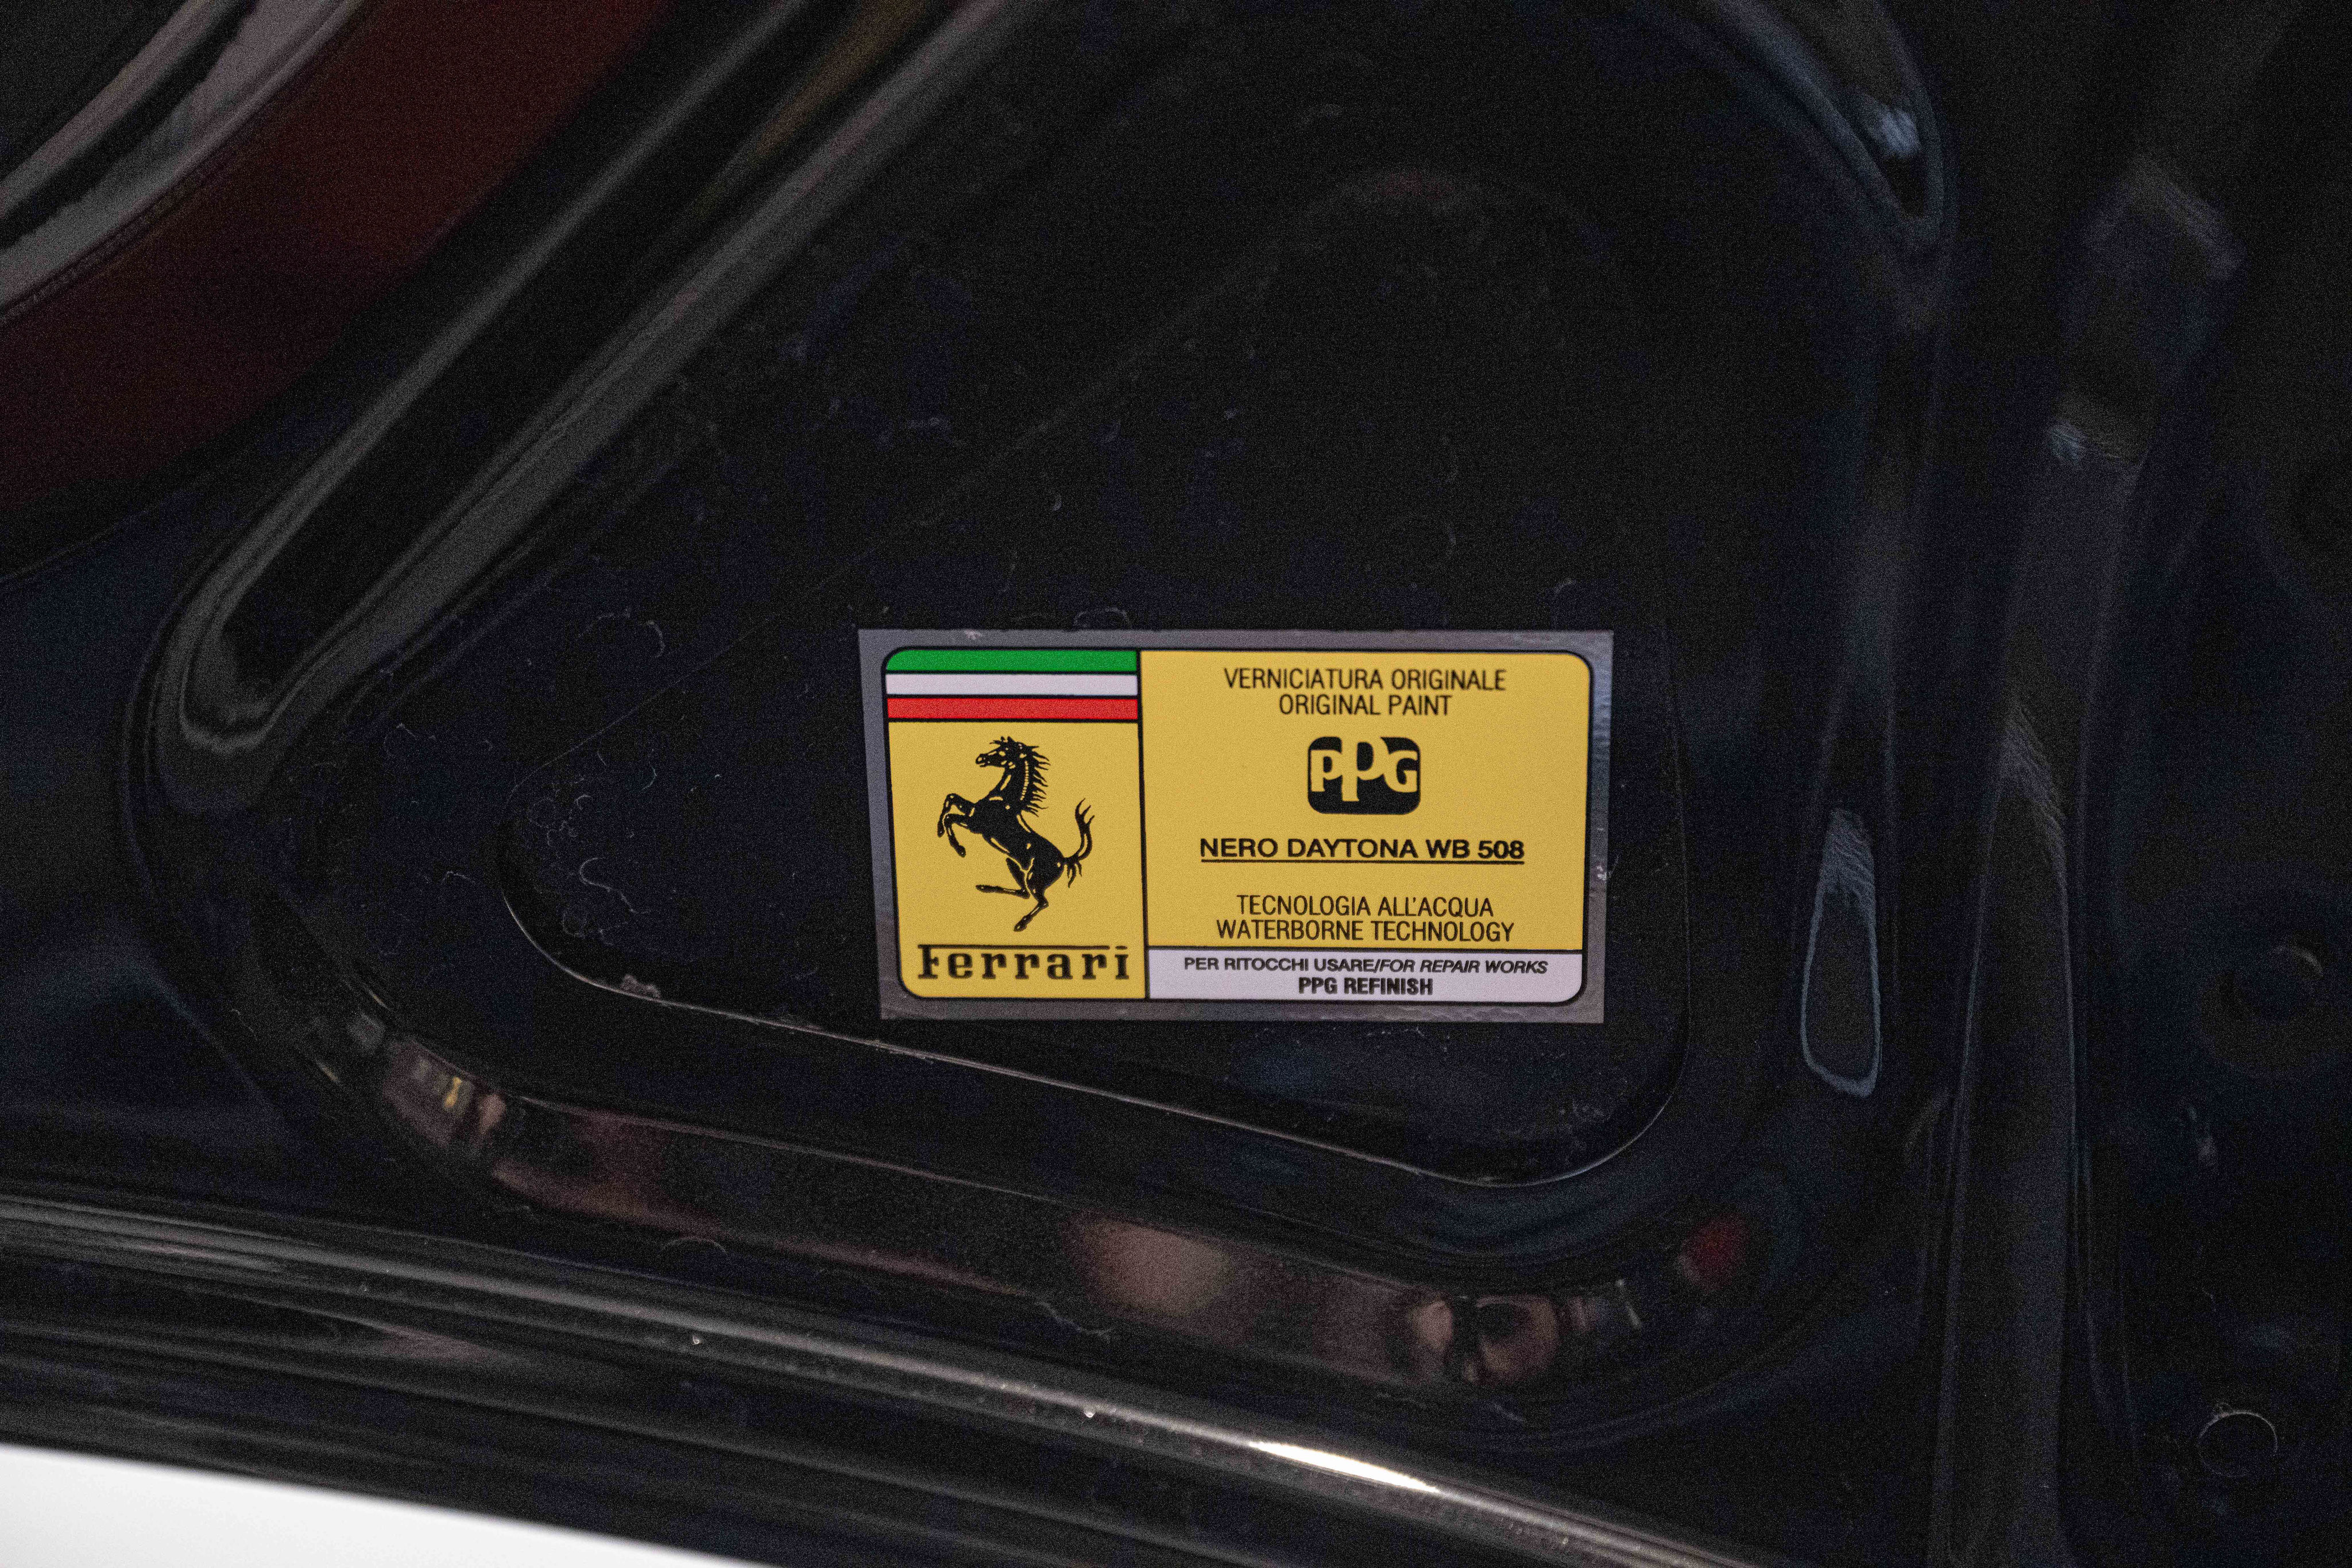 Ferrari
VERNICIATURA ORIGINALE
ORIGINAL PAINT
PPG
NERO DAYTONA WB 508
TECNOLOGIA ALL'ACQUA
WATERBORNE TECHNOLOGY
PER RITOCCHI USARE/FOR REPAIR WORKS
PPG REFINISH